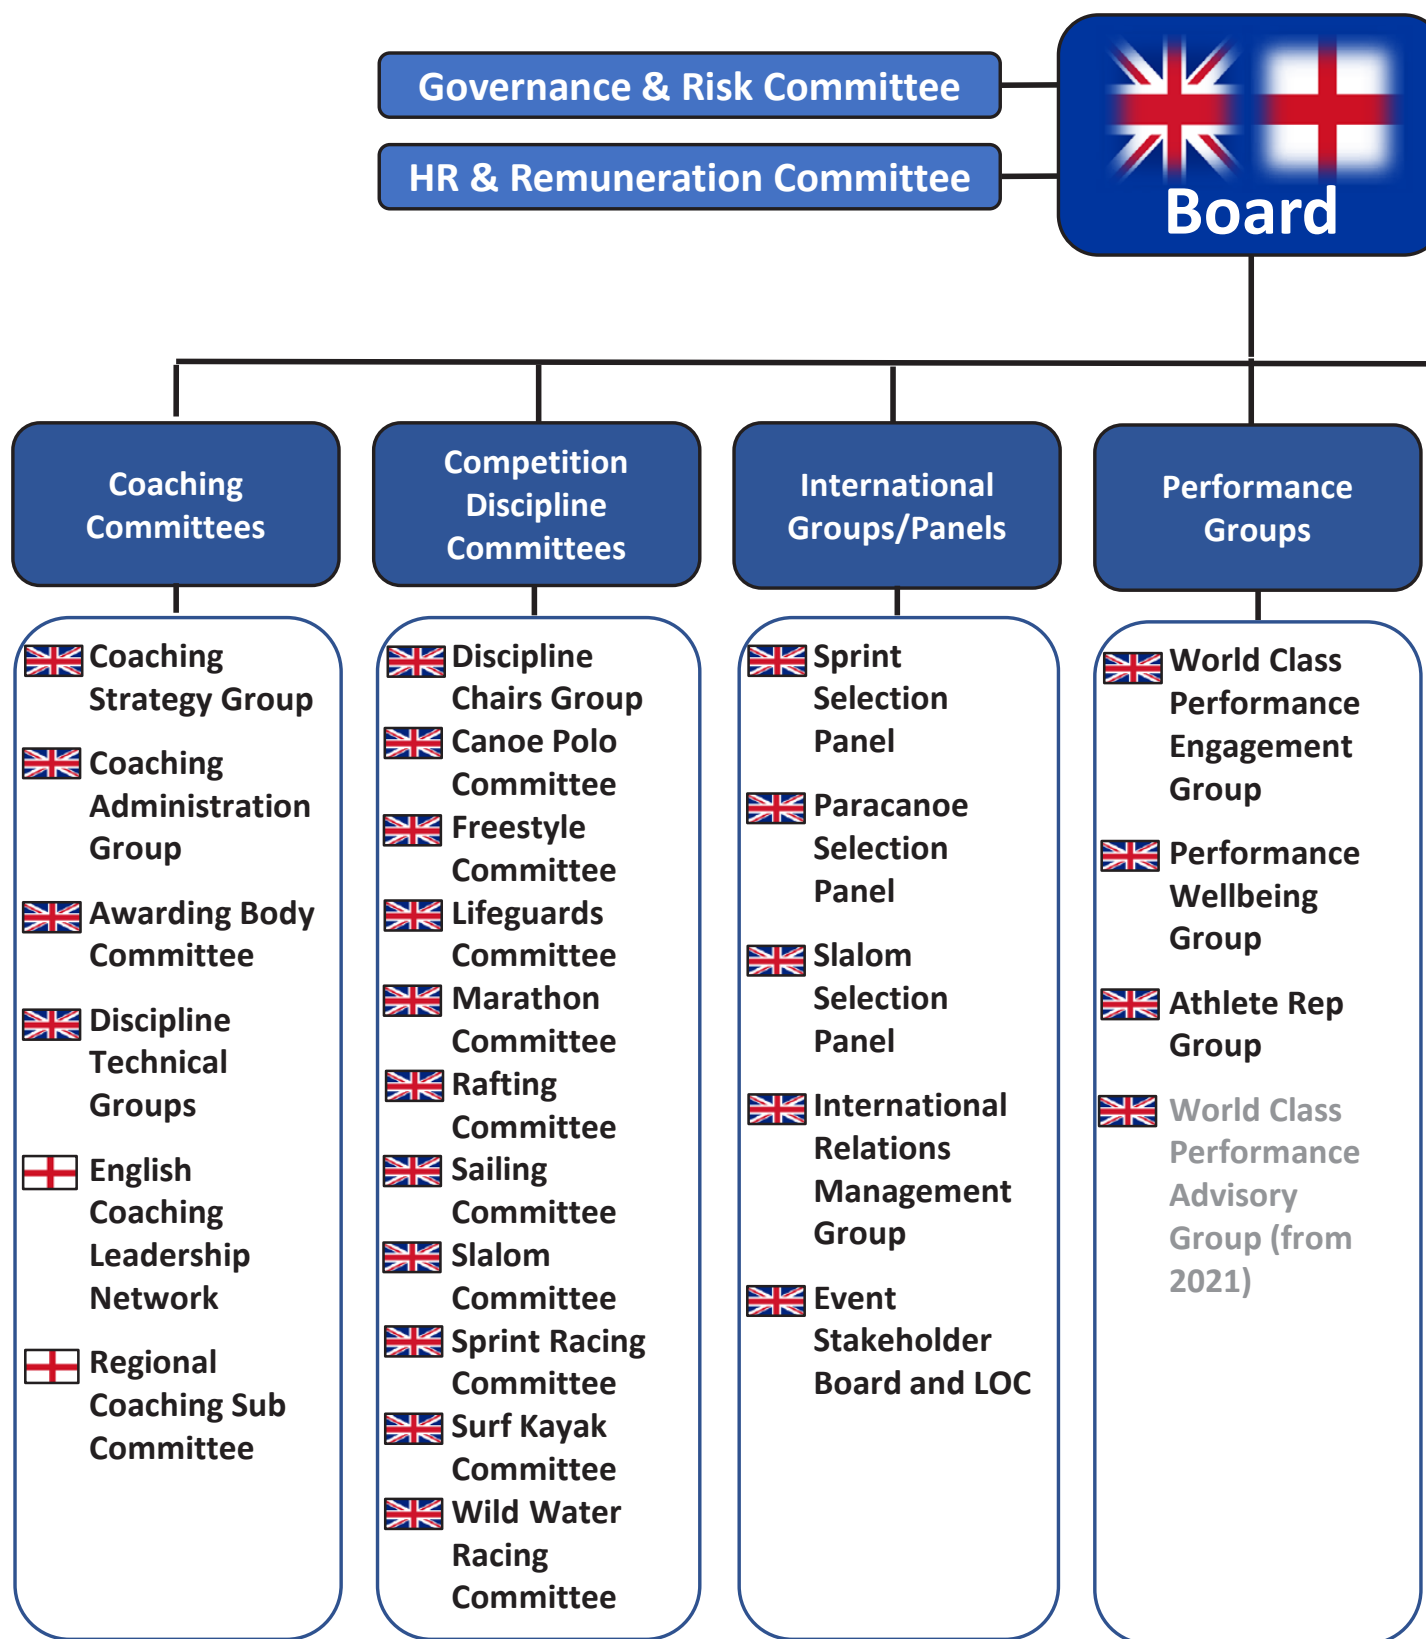 Governance & Risk Committee
HR & Remuneration Committee
Board
Coaching
Committees
Competition
Discipline
Committees
International
Groups/Panels
Performance
Groups
Coaching
Strategy Group
Coaching
Administration
Group
Awarding Body
Committee
Discipline
Technical
Groups
English
Coaching
Leadership
Network
Regional
Coaching Sub
Committee
Discipline
Chairs Group
Canoe Polo
Committee
Freestyle
Committee
Lifeguards
Committee
Marathon
Committee
Rafting
Committee
Sailing
Committee
Slalom
Committee
Sprint Racing
Committee
Surf Kayak
Committee
Wild Water
Racing
Committee
Sprint
Selection
Panel
Paracanoe
Selection
Panel
Slalom
Selection
Panel
International
Relations
Management
Group
Event
Stakeholder
Board and LOC
World Class
Performance
Engagement
Group
Performance
Wellbeing
Group
Athlete Rep
Group
World Class
Performance
Advisory
Group (from
2021)